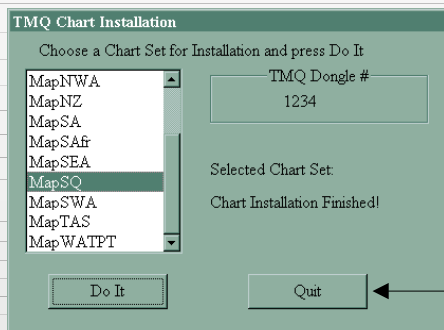 TMQ Chart Installation
Choose a Chart Set for Installation and press Do It
MapNWA
MapNZ
MapSA
MapSAfr
MapSEA
MapSQ
MapSWA
MapTAS
MapWATPT
TMQ Dongle #
1234
Selected Chart Set:
Chart Installation Finished!
Do It
Quit